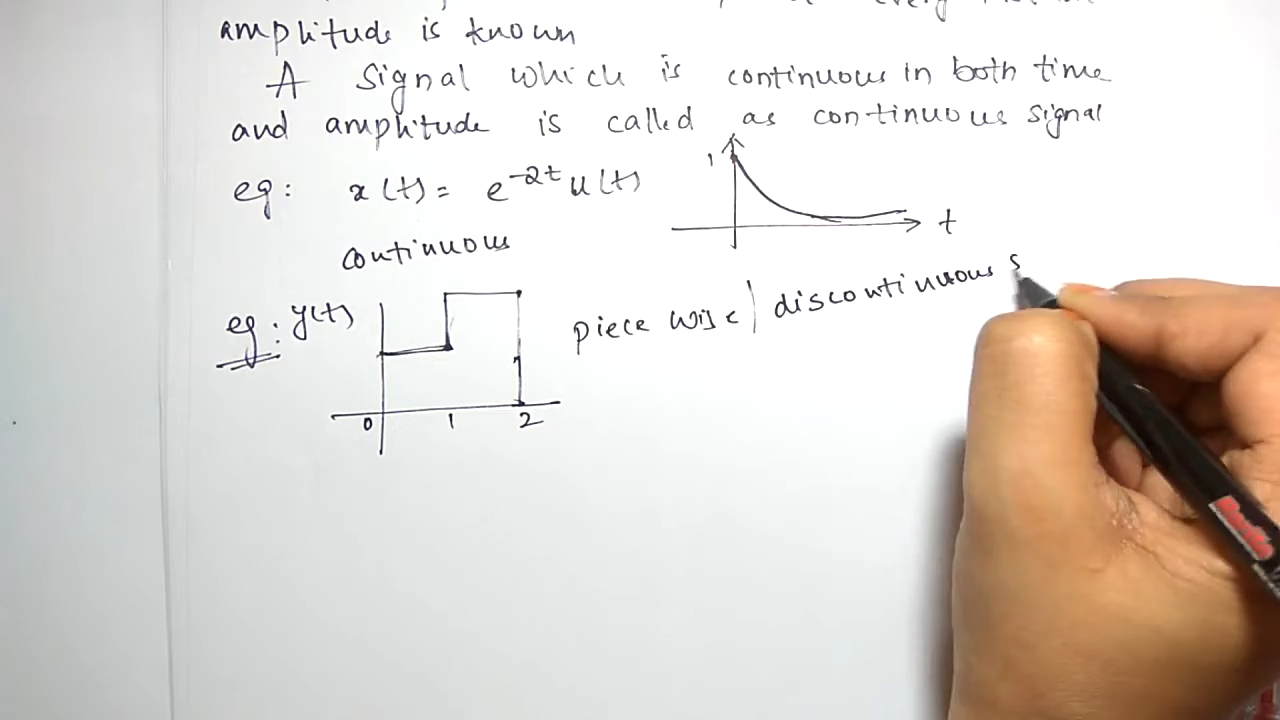 every
amplitude is known
A signal which is continuous in both time
and amplitude is called as continuous signal
eg: x(t) = e^-2t u(t)
1
t
continuous
eg: y(t)
piece wise | discontinuous s
0 1 2